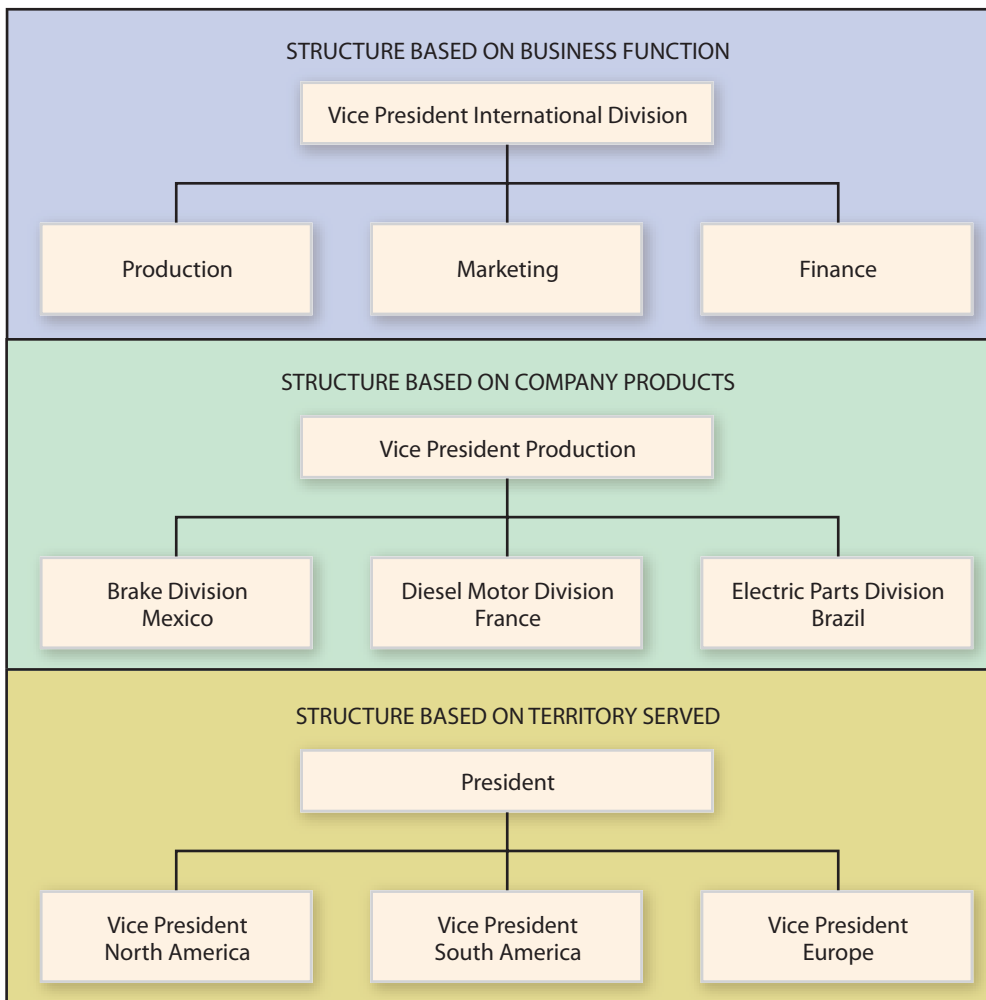 STRUCTURE BASED ON BUSINESS FUNCTION
Vice President International Division
Production
Marketing
Finance
STRUCTURE BASED ON COMPANY PRODUCTS
Vice President Production
Brake Division
Mexico
Diesel Motor Division
France
Electric Parts Division
Brazil
STRUCTURE BASED ON TERRITORY SERVED
President
Vice President
North America
Vice President
South America
Vice President
Europe